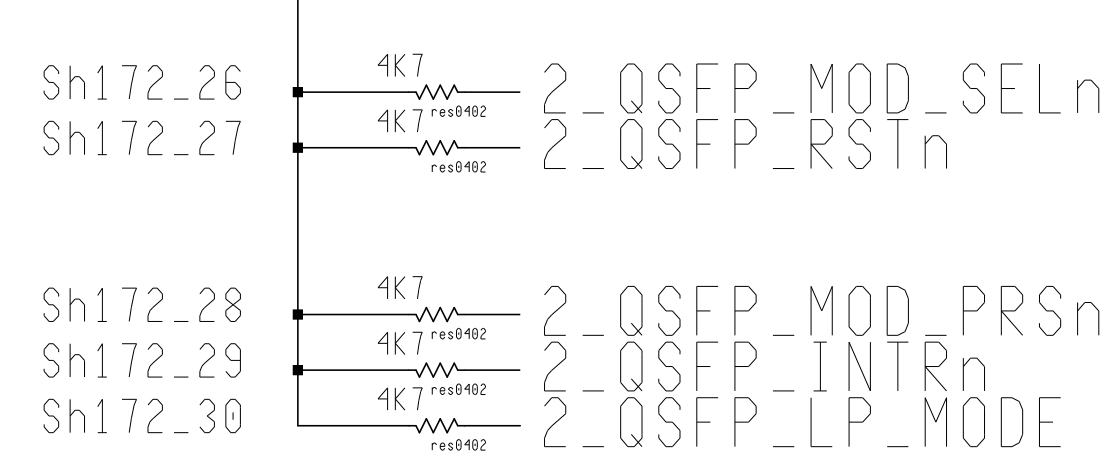 4K7
Sh172_26 2_QSFP_MOD_SELn
res0402
4K7
Sh172_27 2_QSFP_RSTn
res0402
4K7
Sh172_28 2_QSFP_MOD_PRSn
res0402
4K7
Sh172_29 2_QSFP_INTRn
res0402
4K7
Sh172_30 2_QSFP_LP_MODE
res0402